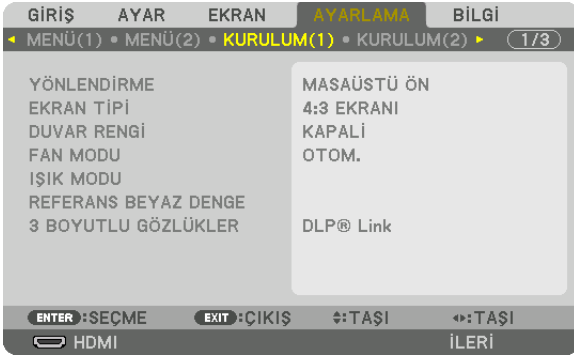 GİRİŞ AYAR EKRAN AYARLAMA BİLGİ
◄ MENÜ(1) • MENÜ(2) • KURULUM(1) • KURULUM(2) ► 1/3
YÖNLENDİRME MASAÜSTÜ ÖN
EKRAN TİPİ 4:3 EKRANI
DUVAR RENGİ KAPALİ
FAN MODU OTOM.
IŞIK MODU
REFERANS BEYAZ DENGE
3 BOYUTLU GÖZLÜKLER DLP® Link
ENTER :SEÇME EXIT :ÇIKIŞ :TAŞI :TAŞI
HDMI İLERİ